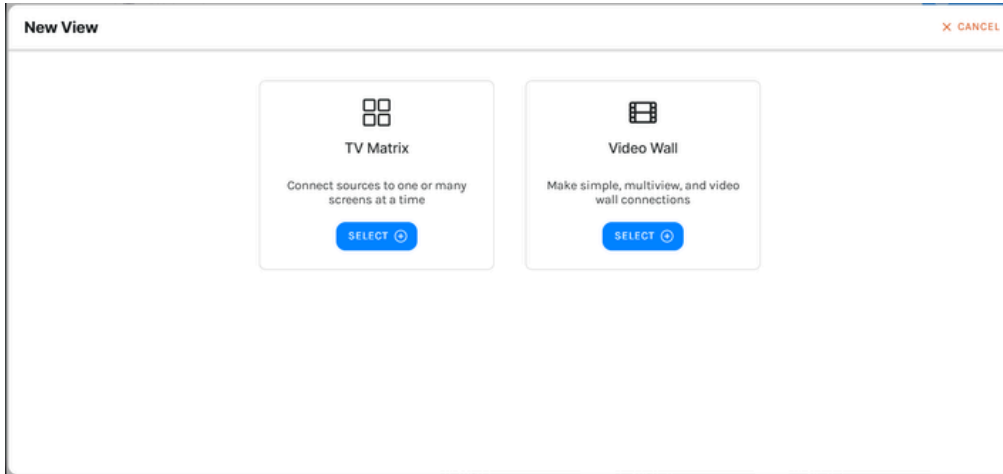 New View
CANCEL
TV Matrix
Connect sources to one or many
screens at a time
SELECT
Video Wall
Make simple, multiview, and video
wall connections
SELECT